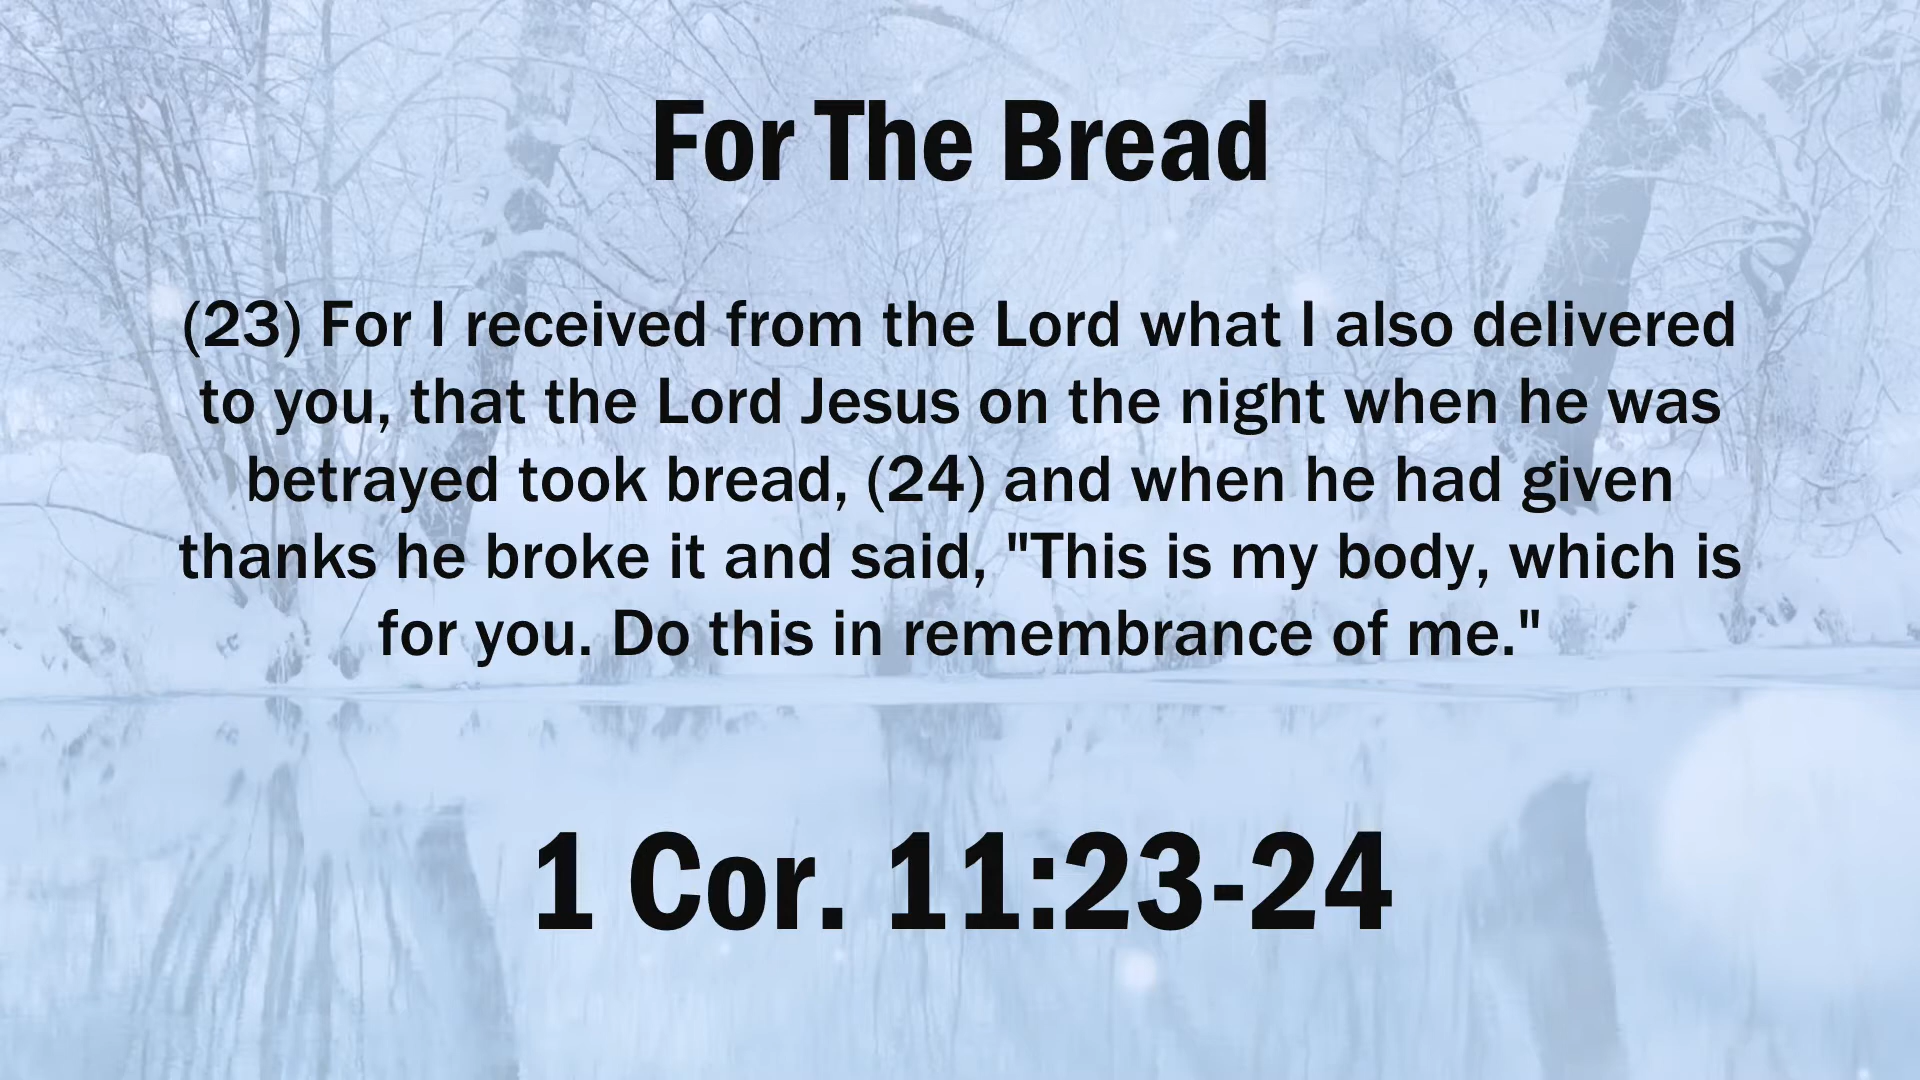 For The Bread
(23) For I received from the Lord what I also delivered
to you, that the Lord Jesus on the night when he was
betrayed took bread, (24) and when he had given
thanks he broke it and said, "This is my body, which is
for you. Do this in remembrance of me."
1 Cor. 11:23-24